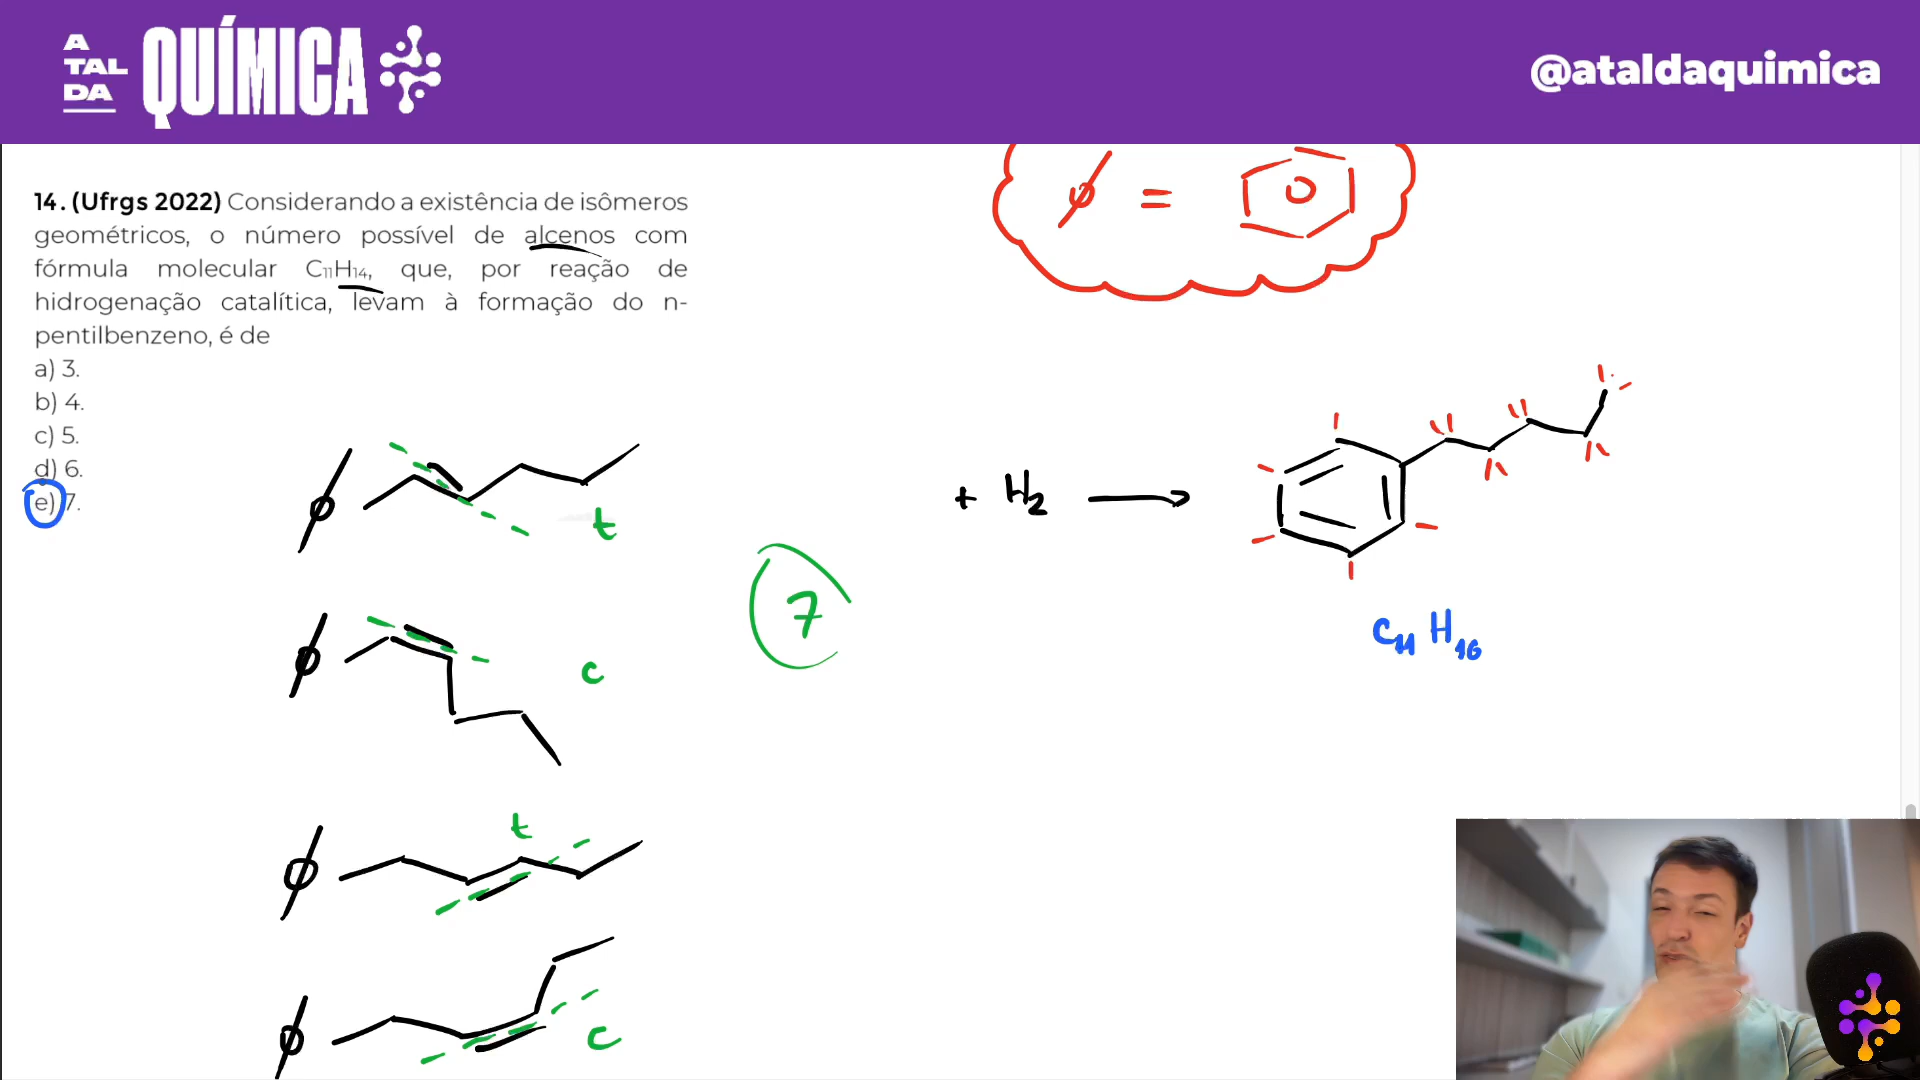 A
TAL
DA
QUÍMICA
@ataldaquimica
14. (Ufrgs 2022) Considerando a existência de isômeros
geométricos, o número possível de alcenos com
fórmula molecular C₁₁H₁₄, que, por reação de
hidrogenação catalítica, levam à formação do n-
pentilbenzeno, é de
a) 3.
b) 4.
c) 5.
d) 6.
e) 7.
ϕ =
ϕ t
+ H₂ →
7
ϕ c
C₁₁ H₁₆
ϕ t
ϕ c